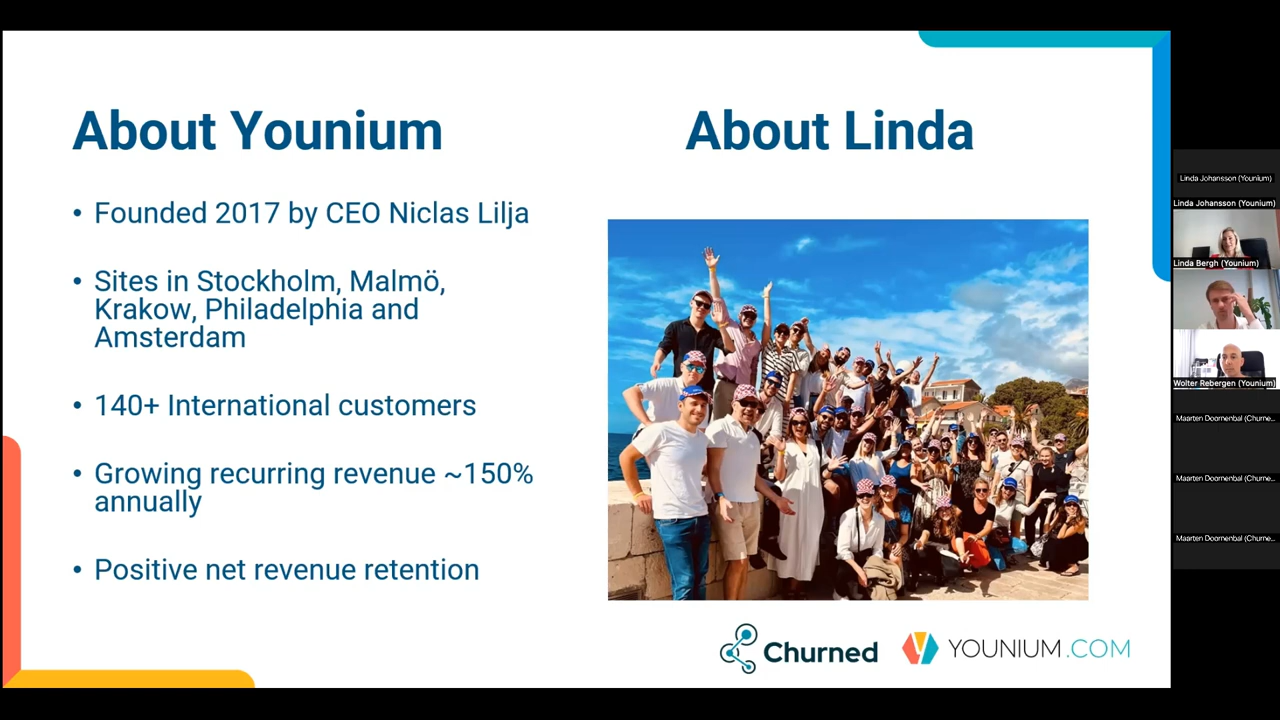 About Younium
About Linda
• Founded 2017 by CEO Niclas Lilja
• Sites in Stockholm, Malmö,
Krakow, Philadelphia and
Amsterdam
• 140+ International customers
• Growing recurring revenue ~150%
annually
• Positive net revenue retention
Churned
YOUNIUM.COM
Linda Johansson (Younium)
Linda Johansson (Younium)
Linda Bergh (Younium)
Wolter Rebergen (Younium)
Maarten Doornenbal (Churne...
Maarten Doornenbal (Churne...
Maarten Doornenbal (Churne...